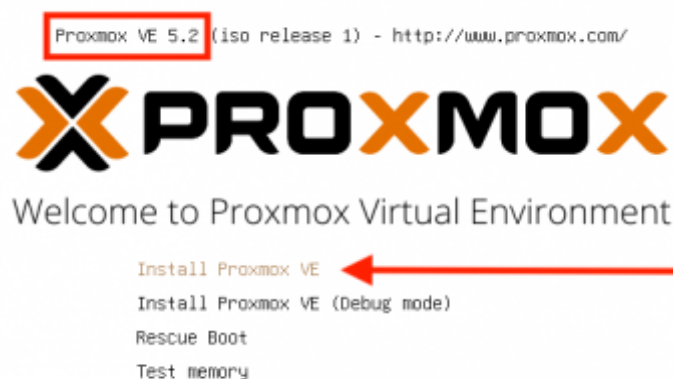 Proxmox VE 5.2 (iso release 1) - http://www.proxmox.com/
XPROXMOX
Welcome to Proxmox Virtual Environment
Install Proxmox VE
Install Proxmox VE (Debug mode)
Rescue Boot
Test memory